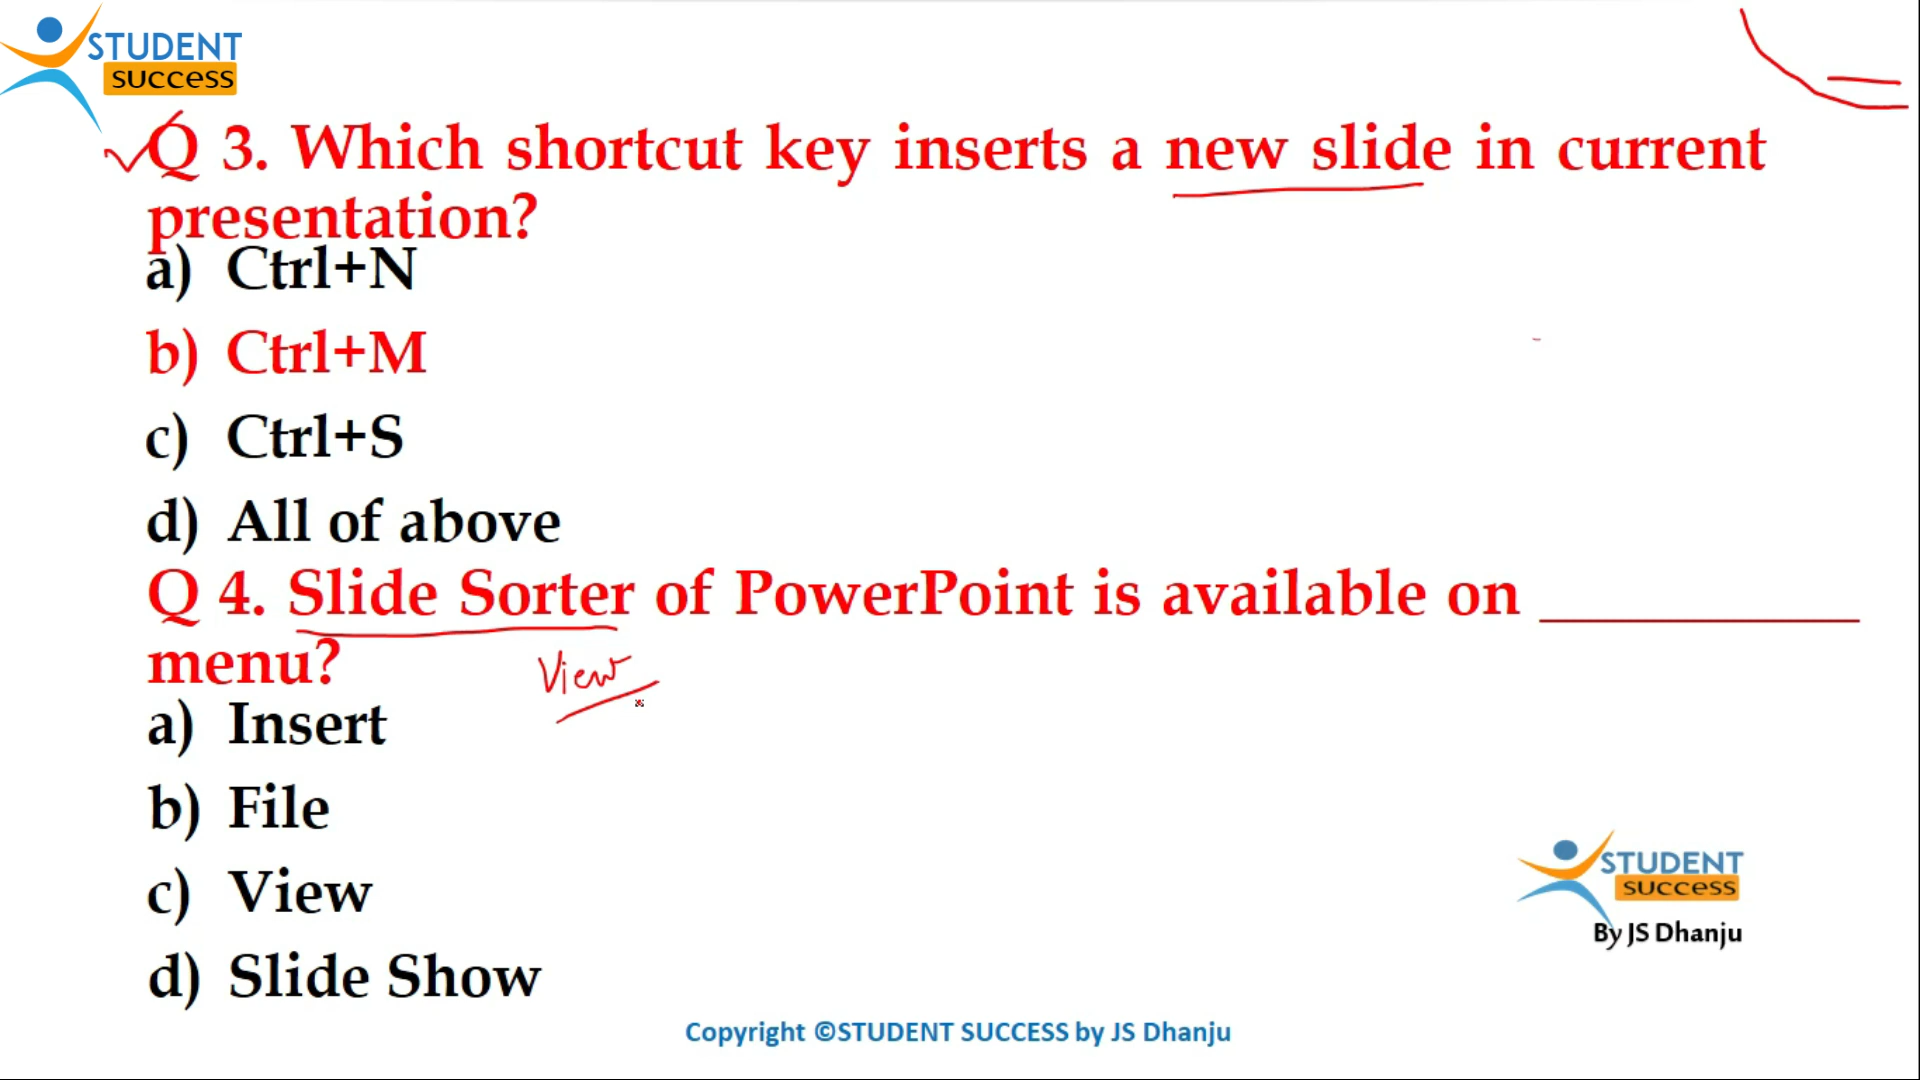 STUDENT
success
Q 3. Which shortcut key inserts a new slide in current
presentation?
a) Ctrl+N
b) Ctrl+M
c) Ctrl+S
d) All of above
Q 4. Slide Sorter of PowerPoint is available on ___________
menu?
View
a) Insert
b) File
c) View
d) Slide Show
STUDENT
success
By JS Dhanju
Copyright ©STUDENT SUCCESS by JS Dhanju